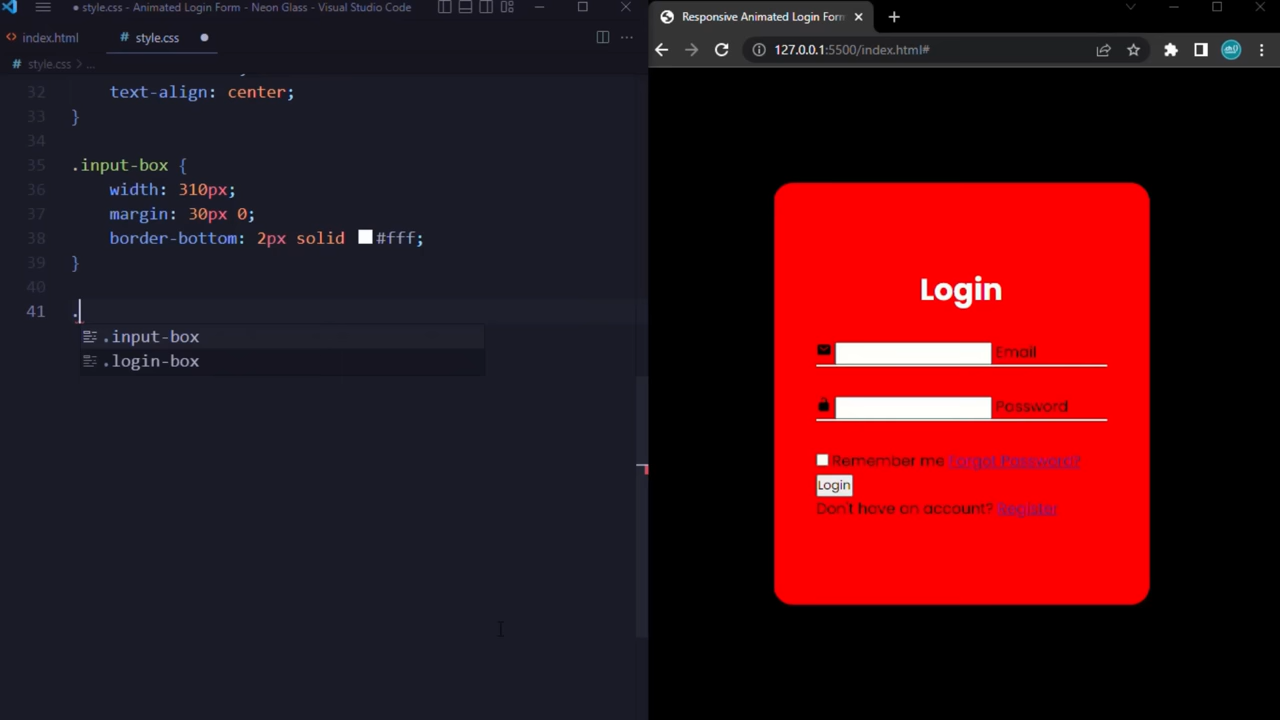 ● style.css - Animated Login Form - Neon Glass - Visual Studio Code
<> index.html
# style.css ●
# style.css > ...
32 text-align: center;
33 }
34
35 .input-box {
36 width: 310px;
37 margin: 30px 0;
38 border-bottom: 2px solid #fff;
39 }
40
41 .
.input-box
.login-box
Responsive Animated Login Form
127.0.0.1:5500/index.html#
Login
Email
Password
Remember me Forgot Password?
Login
Don't have an account? Register